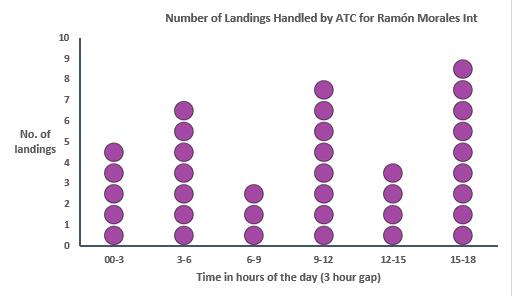 Number of Landings Handled by ATC for Ramón Morales Int
10
9
8
7
6
5
4
3
2
1
0
No. of
landings
00-3 3-6 6-9 9-12 12-15 15-18
Time in hours of the day (3 hour gap)